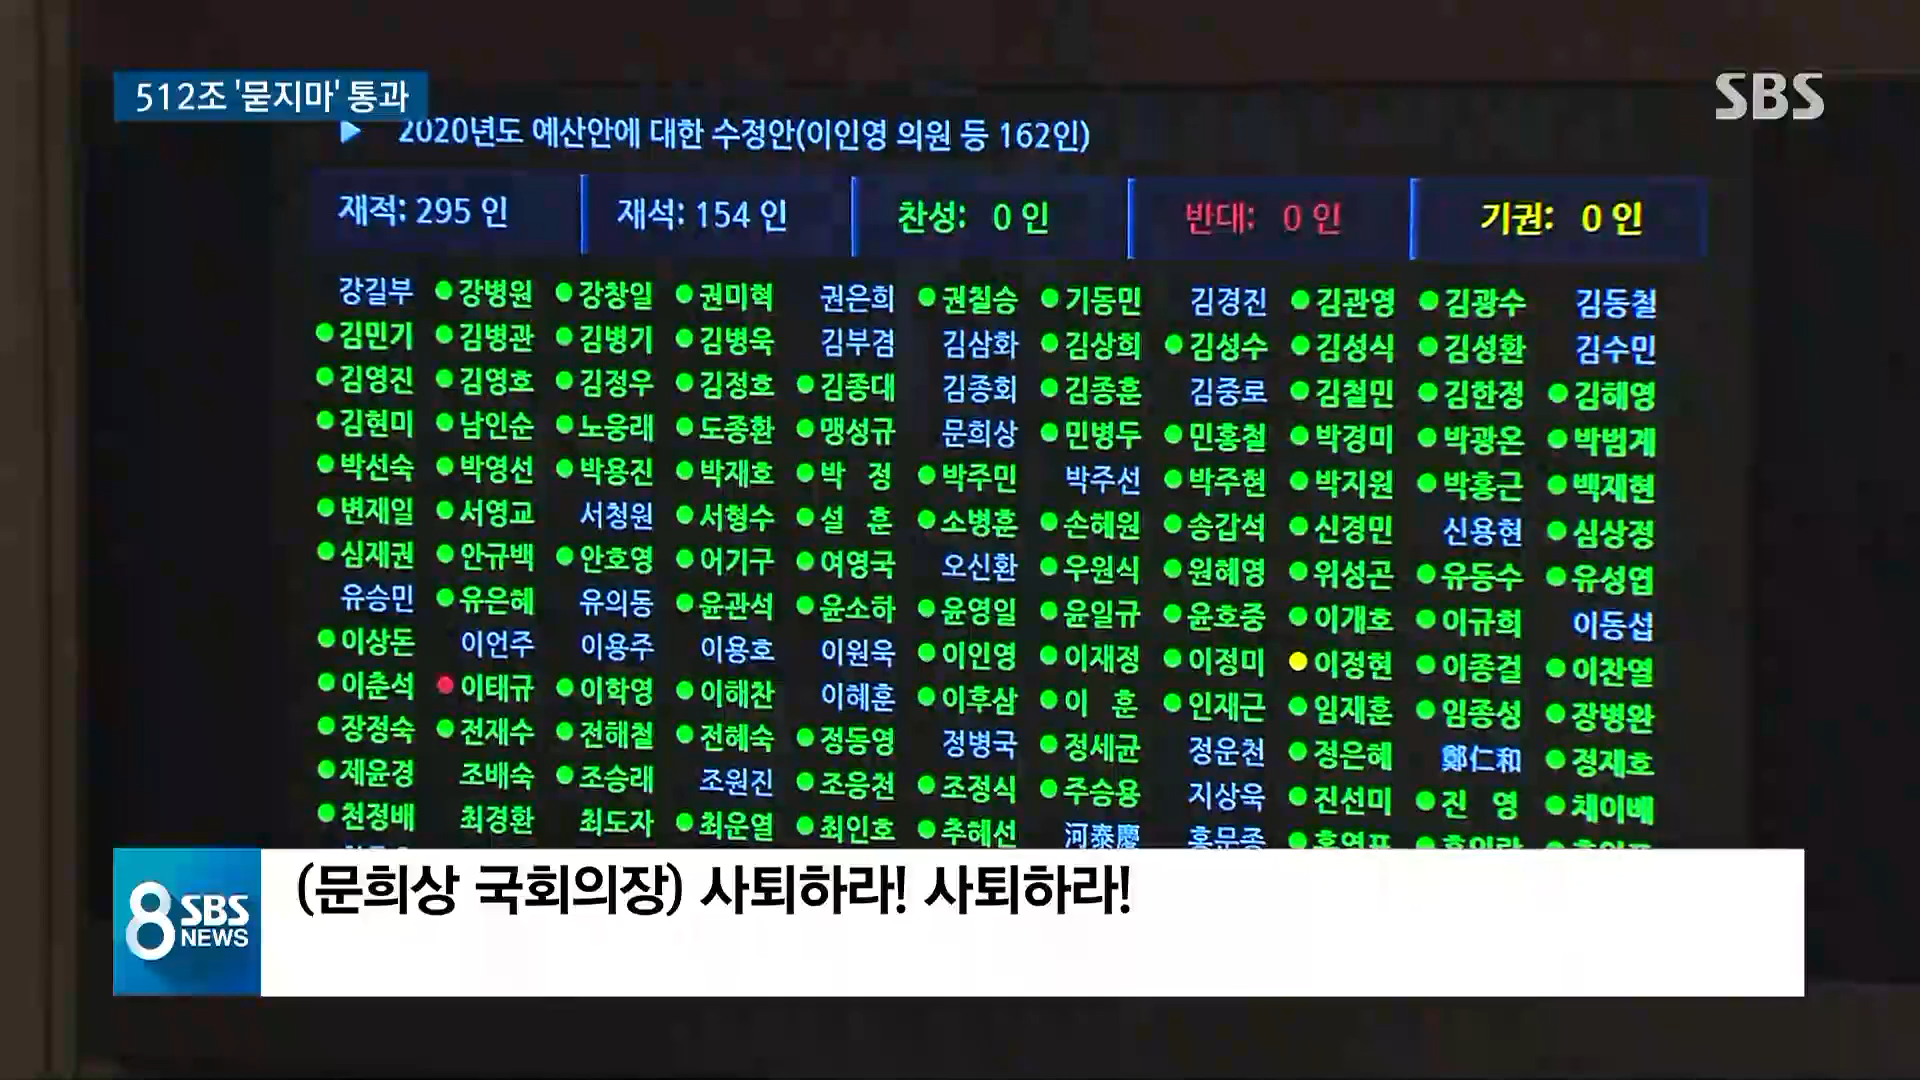 512조 '묻지마' 통과
SBS
▶ 2020년도 예산안에 대한 수정안(이인영 의원 등 162인)
재적: 295 인 재석: 154 인 찬성: 0 인 반대: 0 인 기권: 0 인
강길부 강병원 강창일 권미혁 권은희 권칠승 기동민 김경진 김관영 김광수 김동철
김민기 김병관 김병기 김병욱 김부겸 김삼화 김상희 김성수 김성식 김성환 김수민
김영진 김영호 김정우 김정호 김종대 김종회 김종훈 김중로 김철민 김한정 김해영
김현미 남인순 노웅래 도종환 맹성규 문희상 민병두 민홍철 박경미 박광온 박범계
박선숙 박영선 박용진 박재호 박 정 박주민 박주선 박주현 박지원 박홍근 백재현
변재일 서영교 서청원 서형수 설 훈 소병훈 손혜원 송갑석 신경민 신용현 심상정
심재권 안규백 안호영 어기구 여영국 오신환 우원식 원혜영 위성곤 유동수 유성엽
유승민 유은혜 유의동 윤관석 윤소하 윤영일 윤일규 윤호중 이개호 이규희 이동섭
이상돈 이언주 이용주 이용호 이원욱 이인영 이재정 이정미 이정현 이종걸 이찬열
이춘석 이태규 이학영 이해찬 이혜훈 이후삼 이 훈 인재근 임재훈 임종성 장병완
장정숙 전재수 전해철 전혜숙 정동영 정병국 정세균 정운천 정은혜 鄭仁和 정재호
제윤경 조배숙 조승래 조원진 조응천 조정식 주승용 지상욱 진선미 진 영 채이배
천정배 최경환 최도자 최운열 최인호 추혜선 河泰慶 홍문종
(문희상 국회의장) 사퇴하라! 사퇴하라!
8 SBS
NEWS